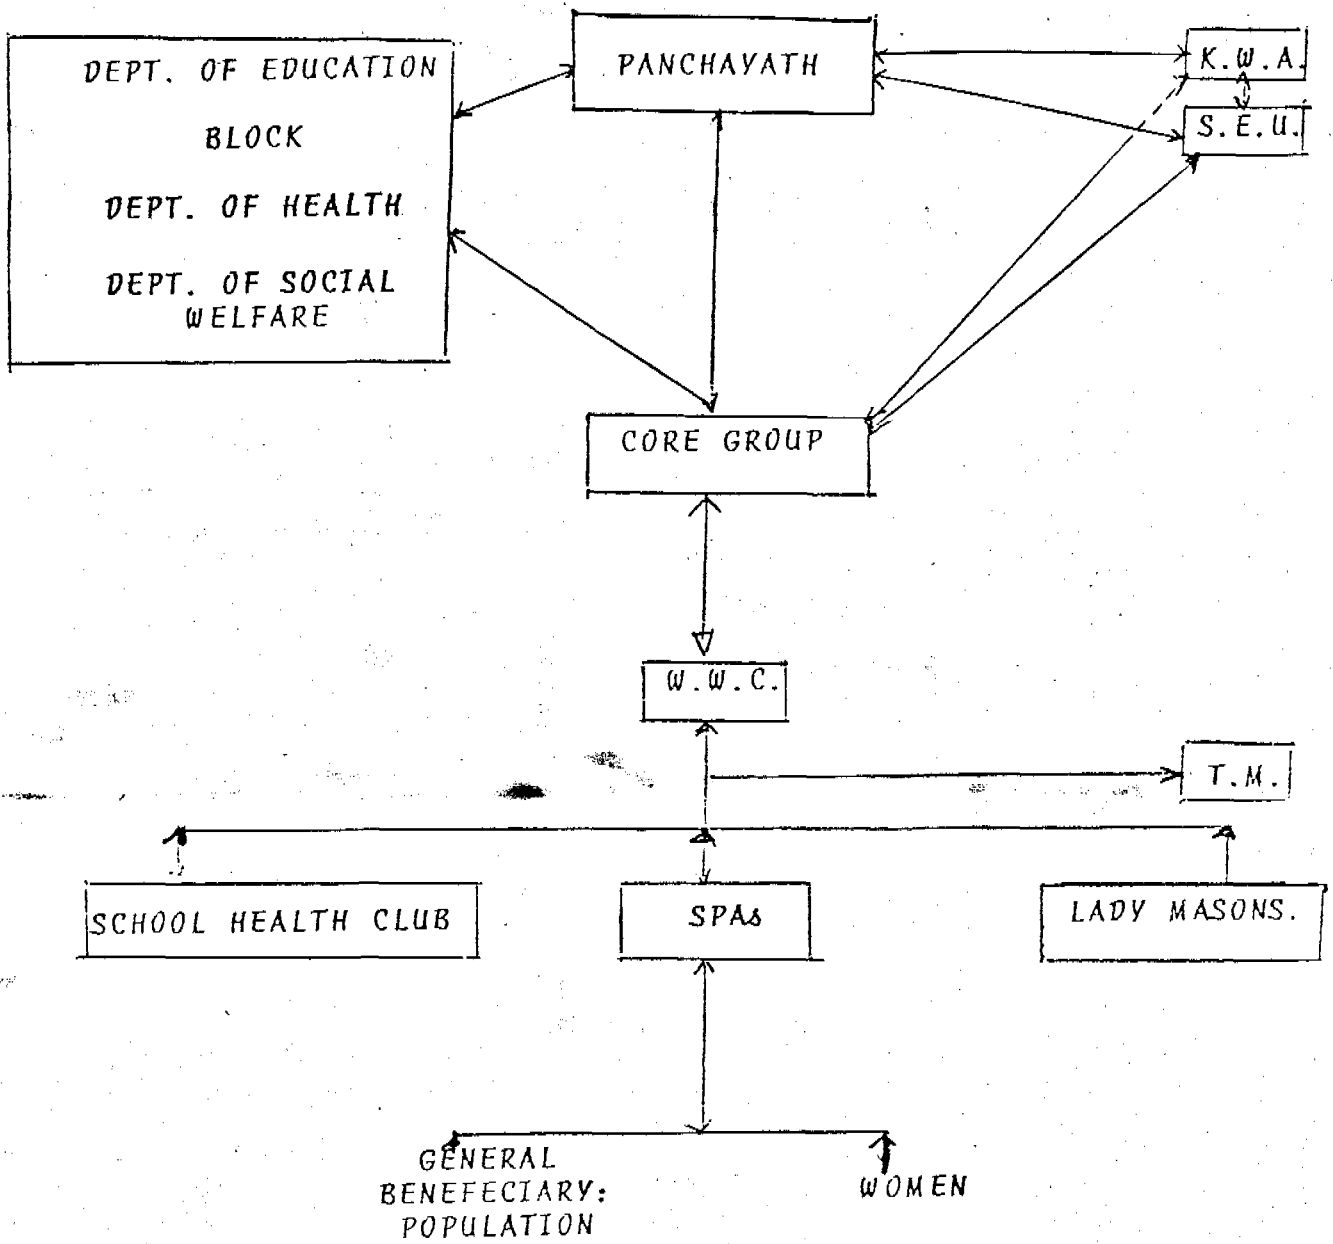 DEPT. OF EDUCATION
BLOCK
DEPT. OF HEALTH
DEPT. OF SOCIAL
WELFARE
PANCHAYATH
K.W.A.
S.E.U.
CORE GROUP
W.W.C.
T.M.
SCHOOL HEALTH CLUB
SPAs
LADY MASONS.
GENERAL
BENEFECIARY:
POPULATION
WOMEN